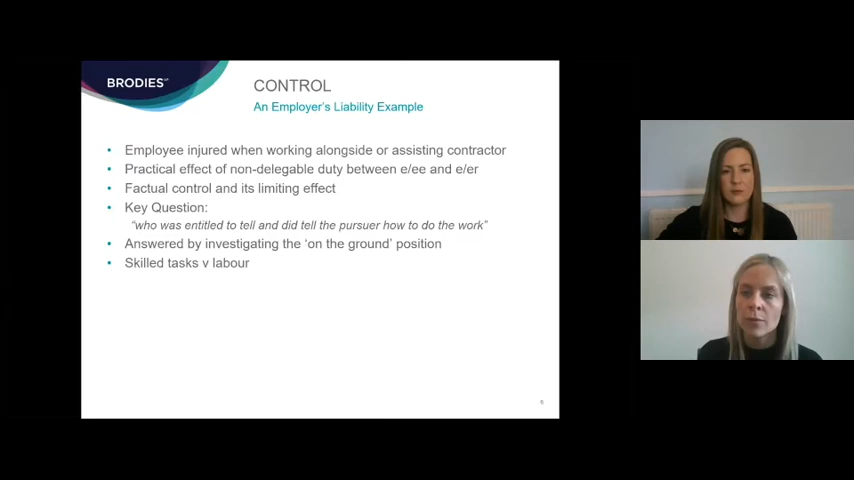 BRODIES LLP
CONTROL
An Employer's Liability Example
• Employee injured when working alongside or assisting contractor
• Practical effect of non-delegable duty between e/ee and e/er
• Factual control and its limiting effect
• Key Question:
“who was entitled to tell and did tell the pursuer how to do the work”
• Answered by investigating the ‘on the ground’ position
• Skilled tasks v labour